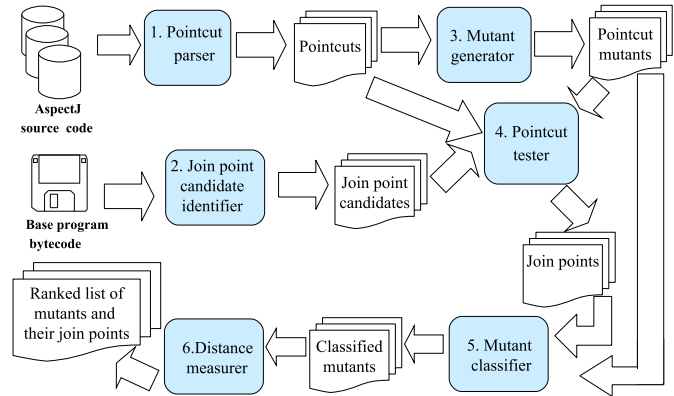 1. Pointcut
parser
Pointcuts
3. Mutant
generator
Pointcut
mutants
AspectJ
source code
4. Pointcut
tester
2. Join point
candidate
identifier
Join point
candidates
Base program
bytecode
Join points
Ranked list of
mutants and
their join points
6.Distance
measurer
Classified
mutants
5. Mutant
classifier